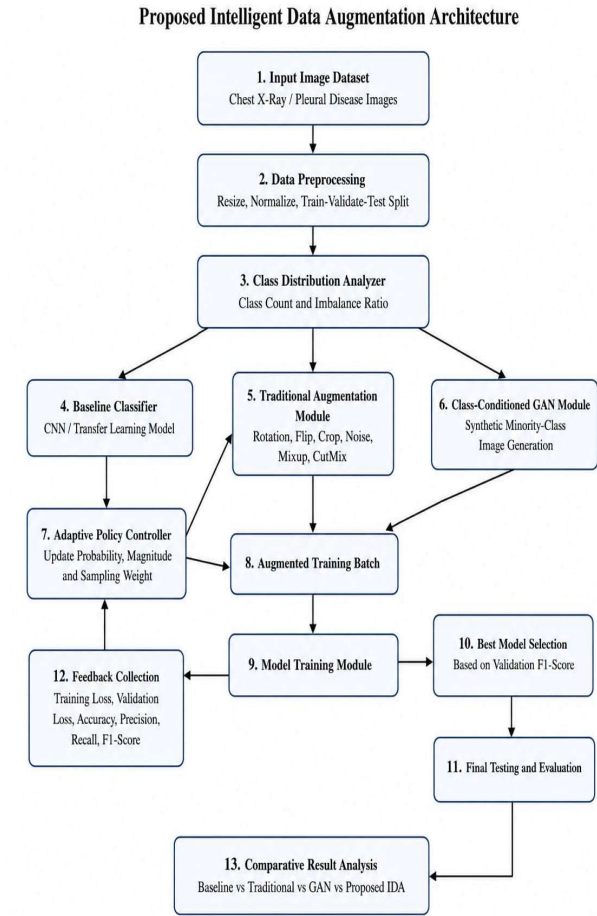 Proposed Intelligent Data Augmentation Architecture
1. Input Image Dataset
Chest X-Ray / Pleural Disease Images
2. Data Preprocessing
Resize, Normalize, Train-Validate-Test Split
3. Class Distribution Analyzer
Class Count and Imbalance Ratio
4. Baseline Classifier
CNN / Transfer Learning Model
5. Traditional Augmentation
Module
Rotation, Flip, Crop, Noise,
Mixup, CutMix
6. Class-Conditioned GAN Module
Synthetic Minority-Class
Image Generation
7. Adaptive Policy Controller
Update Probability, Magnitude
and Sampling Weight
8. Augmented Training Batch
9. Model Training Module
10. Best Model Selection
Based on Validation F1-Score
12. Feedback Collection
Training Loss, Validation
Loss, Accuracy, Precision,
Recall, F1-Score
11. Final Testing and Evaluation
13. Comparative Result Analysis
Baseline vs Traditional vs GAN vs Proposed IDA